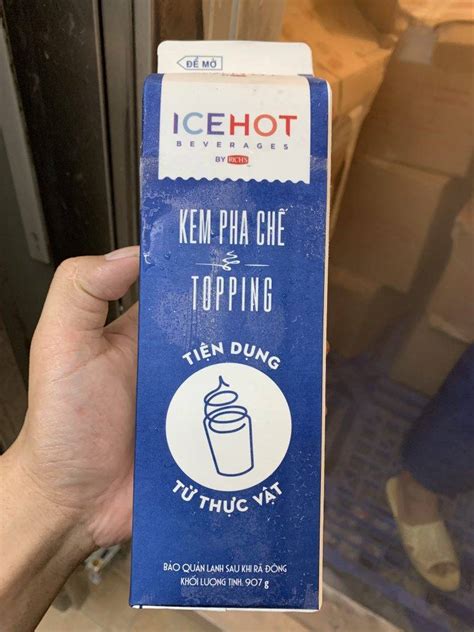 ĐỂ MỞ
ICEHOT
BEVERAGES
BY RICH'S
KEM PHA CHẾ
TOPPING
TIỆN DỤNG
TỪ THỰC VẬT
BẢO QUẢN LẠNH SAU KHI RÃ ĐÔNG
KHỐI LƯỢNG TỊNH. 907 g